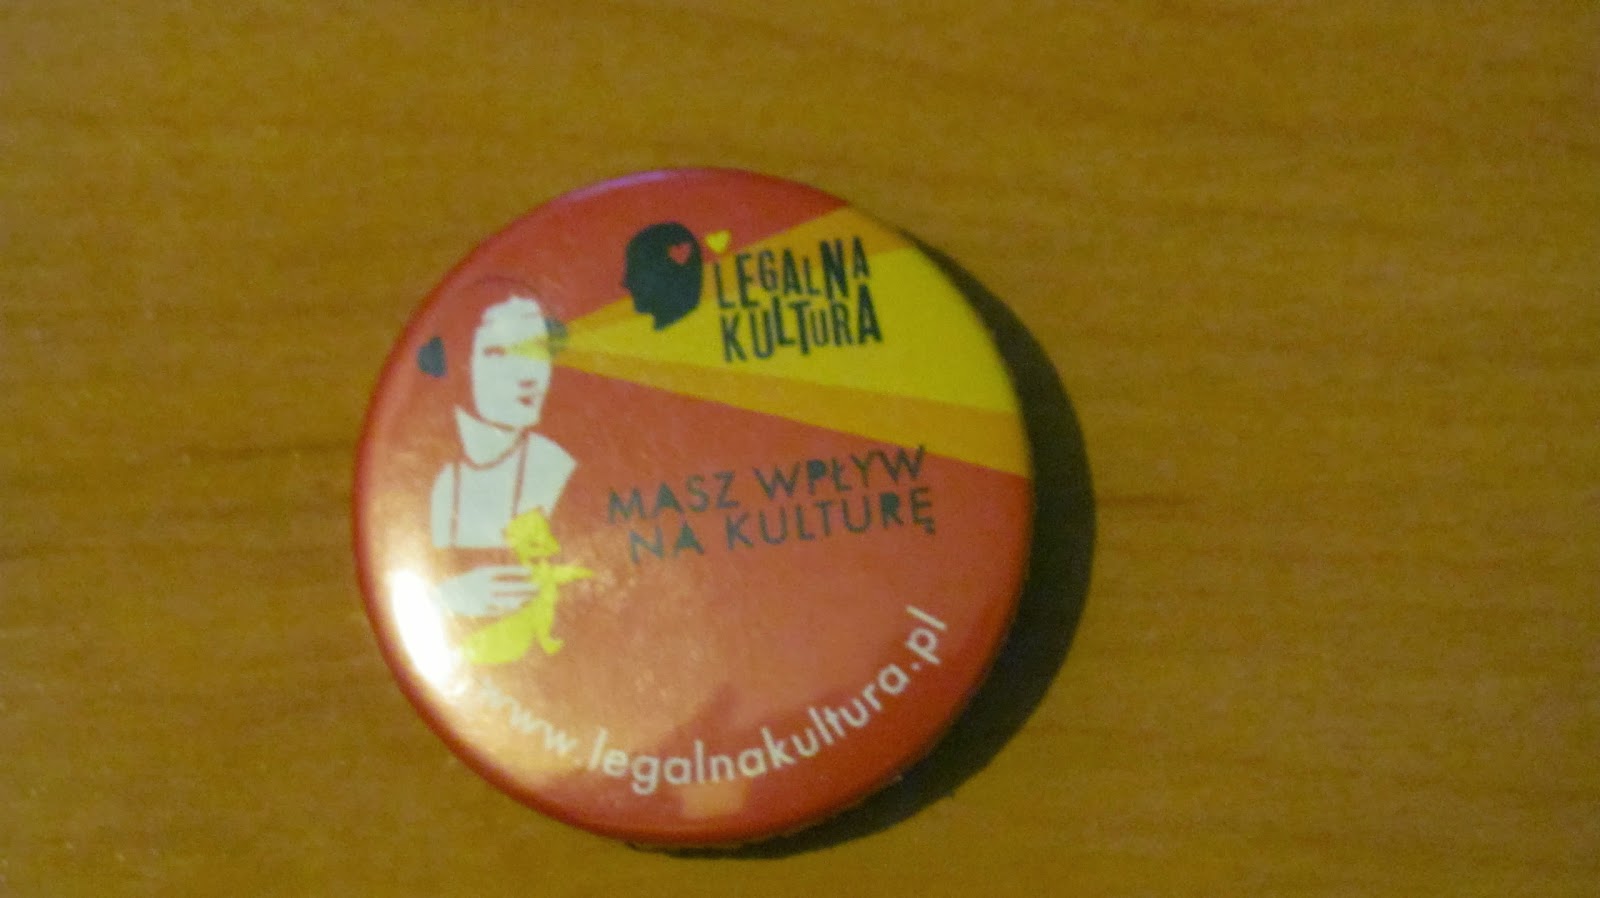 LEGALNA
KULTURA
MASZ WPŁYW
NA KULTURĘ
www.legalnakultura.pl